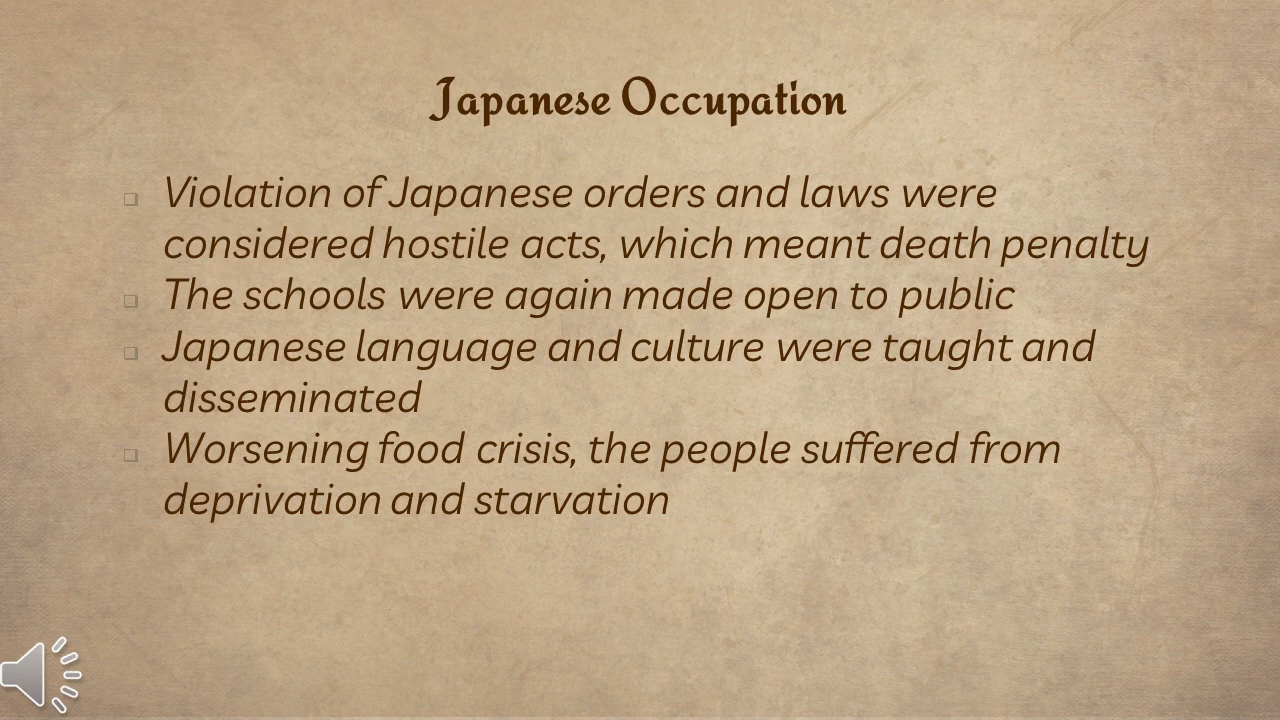 Japanese Occupation
Violation of Japanese orders and laws were
considered hostile acts, which meant death penalty
The schools were again made open to public
Japanese language and culture were taught and
disseminated
Worsening food crisis, the people suffered from
deprivation and starvation